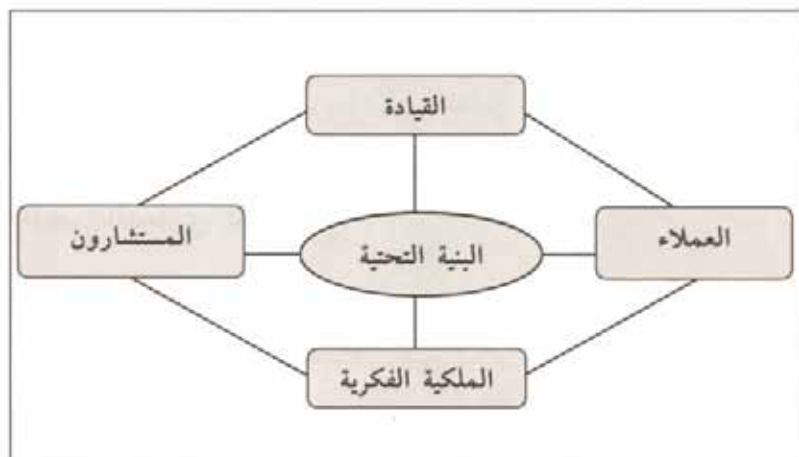 القيادة
العملاء
البنية التحتية
المستشارون
الملكية الفكرية